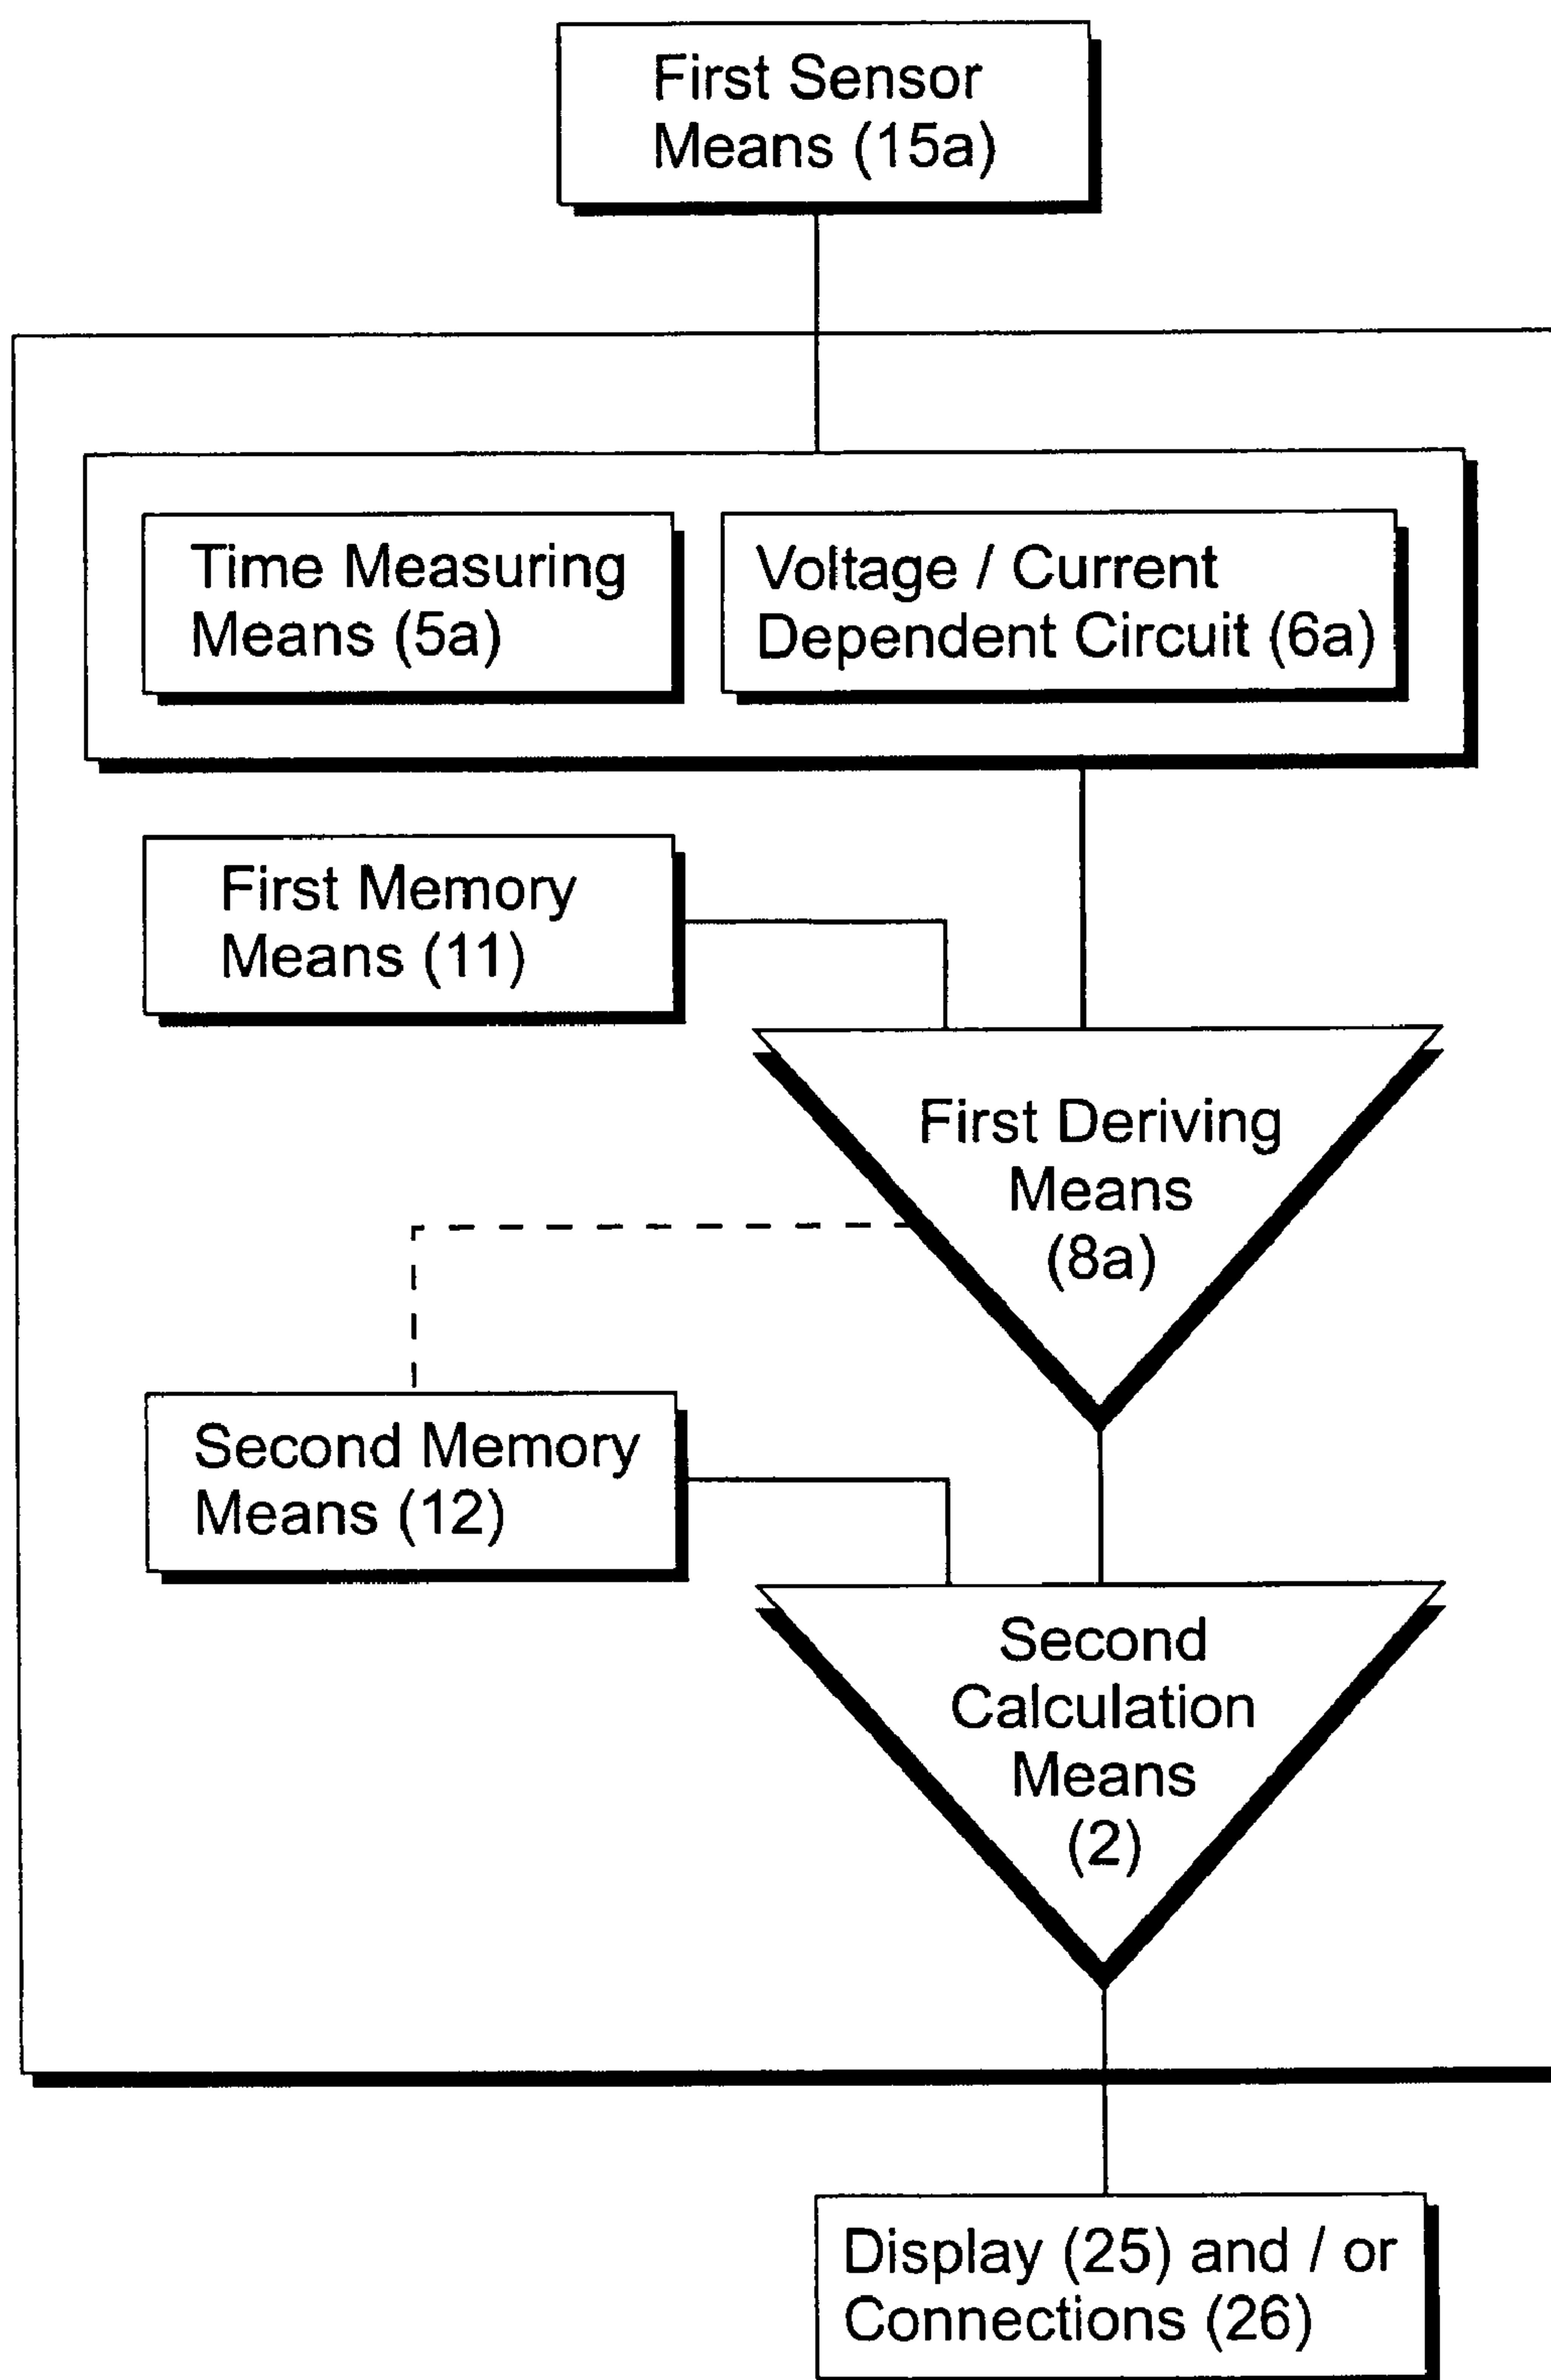 First Sensor
Means (15a)
Time Measuring
Means (5a)
Voltage / Current
Dependent Circuit (6a)
First Memory
Means (11)
First Deriving
Means
(8a)
Second Memory
Means (12)
Second
Calculation
Means
(2)
Display (25) and / or
Connections (26)